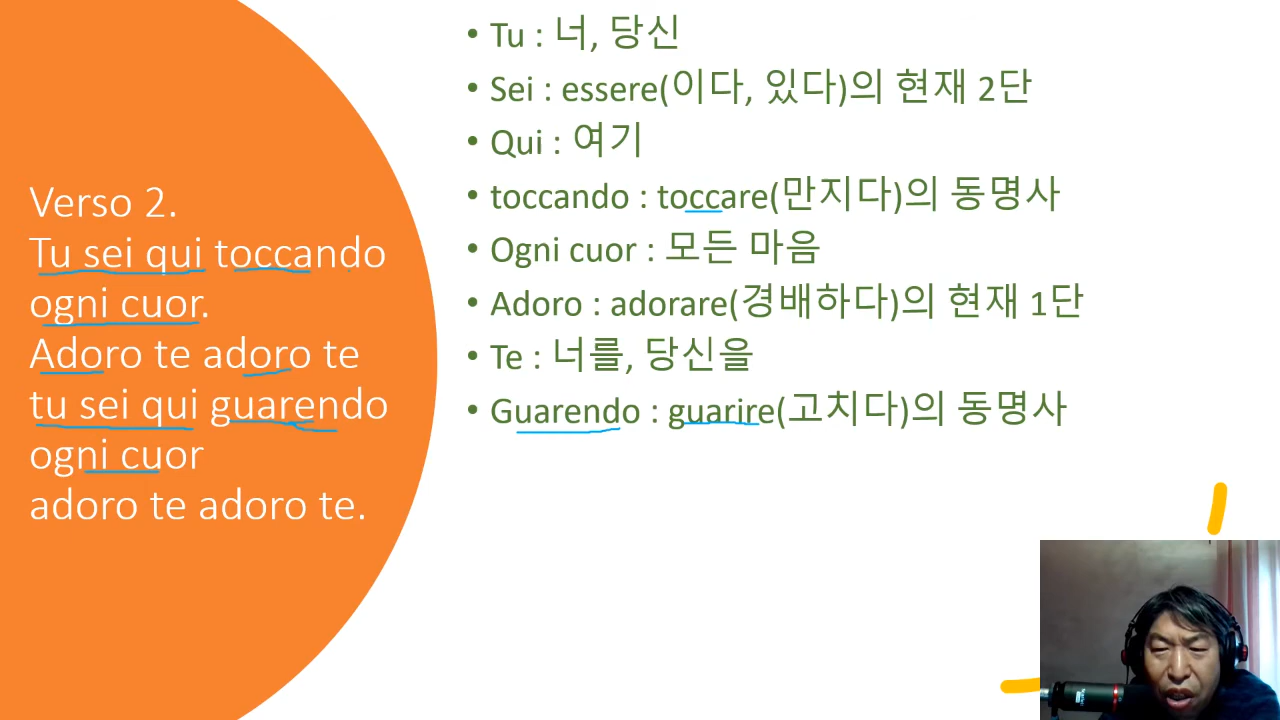 Verso 2.
Tu sei qui toccando
ogni cuor.
Adoro te adoro te
tu sei qui guarendo
ogni cuor
adoro te adoro te.
• Tu : 너, 당신
• Sei : essere(이다, 있다)의 현재 2단
• Qui : 여기
• toccando : toccare(만지다)의 동명사
• Ogni cuor : 모든 마음
• Adoro : adorare(경배하다)의 현재 1단
• Te : 너를, 당신을
• Guarendo : guarire(고치다)의 동명사